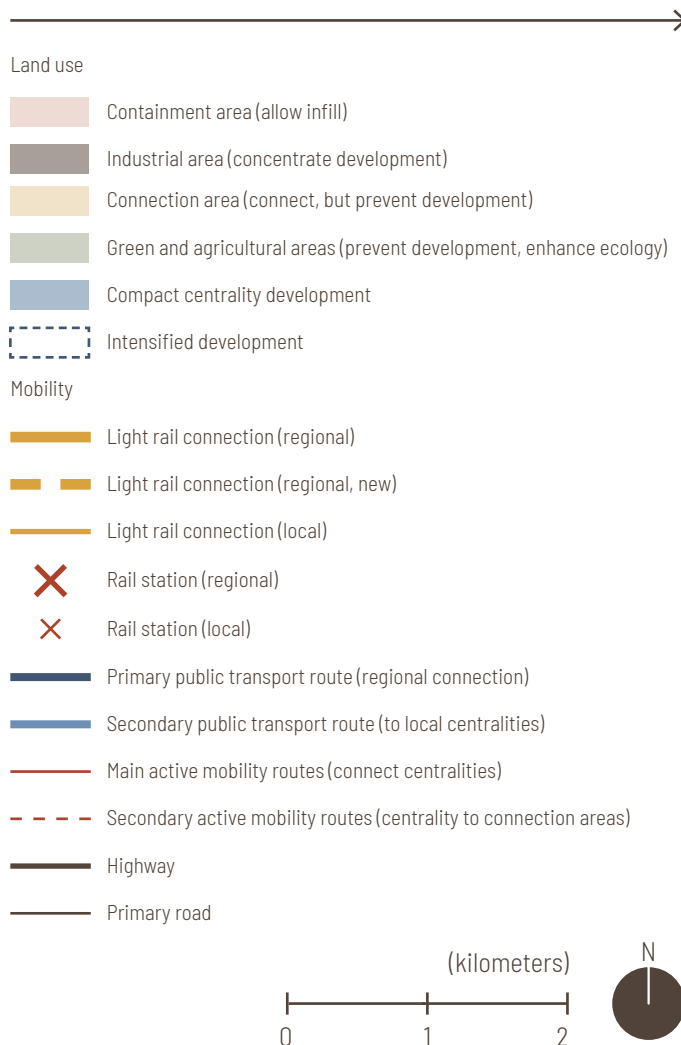 Land use
Containment area (allow infill)
Industrial area (concentrate development)
Connection area (connect, but prevent development)
Green and agricultural areas (prevent development, enhance ecology)
Compact centrality development
Intensified development
Mobility
Light rail connection (regional)
Light rail connection (regional, new)
Light rail connection (local)
Rail station (regional)
Rail station (local)
Primary public transport route (regional connection)
Secondary public transport route (to local centralities)
Main active mobility routes (connect centralities)
Secondary active mobility routes (centrality to connection areas)
Highway
Primary road
(kilometers)
N
0 1 2